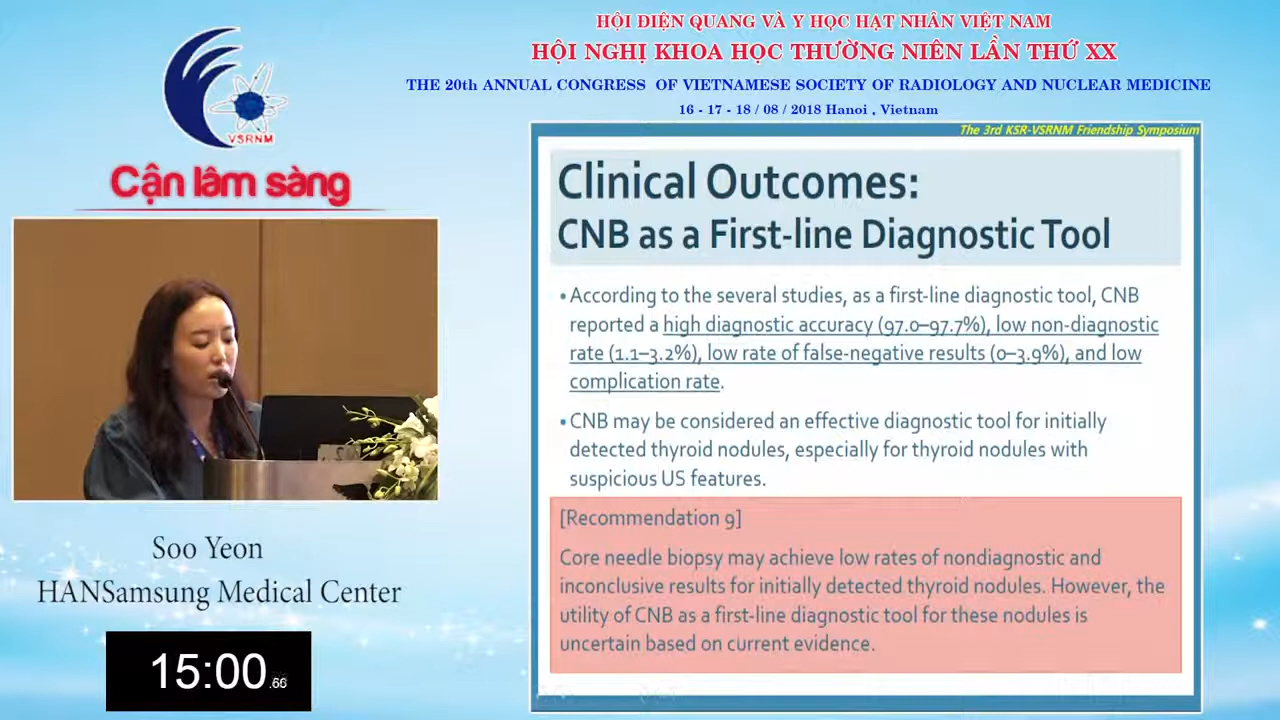 HỘI DIỆN QUANG VÀ Y HỌC HẠT NHÂN VIỆT NAM
HỘI NGHỊ KHOA HỌC THƯỜNG NIÊN LẦN THỨ XX
THE 20th ANNUAL CONGRESS OF VIETNAMESE SOCIETY OF RADIOLOGY AND NUCLEAR MEDICINE
16 - 17 - 18 / 08 / 2018 Hanoi , Vietnam
VSRNM
Cận lâm sàng
The 3rd KSR-VSRNM Friendship Symposium
Clinical Outcomes:
CNB as a First-line Diagnostic Tool
• According to the several studies, as a first-line diagnostic tool, CNB
reported a high diagnostic accuracy (97.0–97.7%), low non-diagnostic
rate (1.1–3.2%), low rate of false-negative results (0–3.9%), and low
complication rate.
• CNB may be considered an effective diagnostic tool for initially
detected thyroid nodules, especially for thyroid nodules with
suspicious US features.
[Recommendation 9]
Core needle biopsy may achieve low rates of nondiagnostic and
inconclusive results for initially detected thyroid nodules. However, the
utility of CNB as a first-line diagnostic tool for these nodules is
uncertain based on current evidence.
Soo Yeon
HANSamsung Medical Center
15:00.66